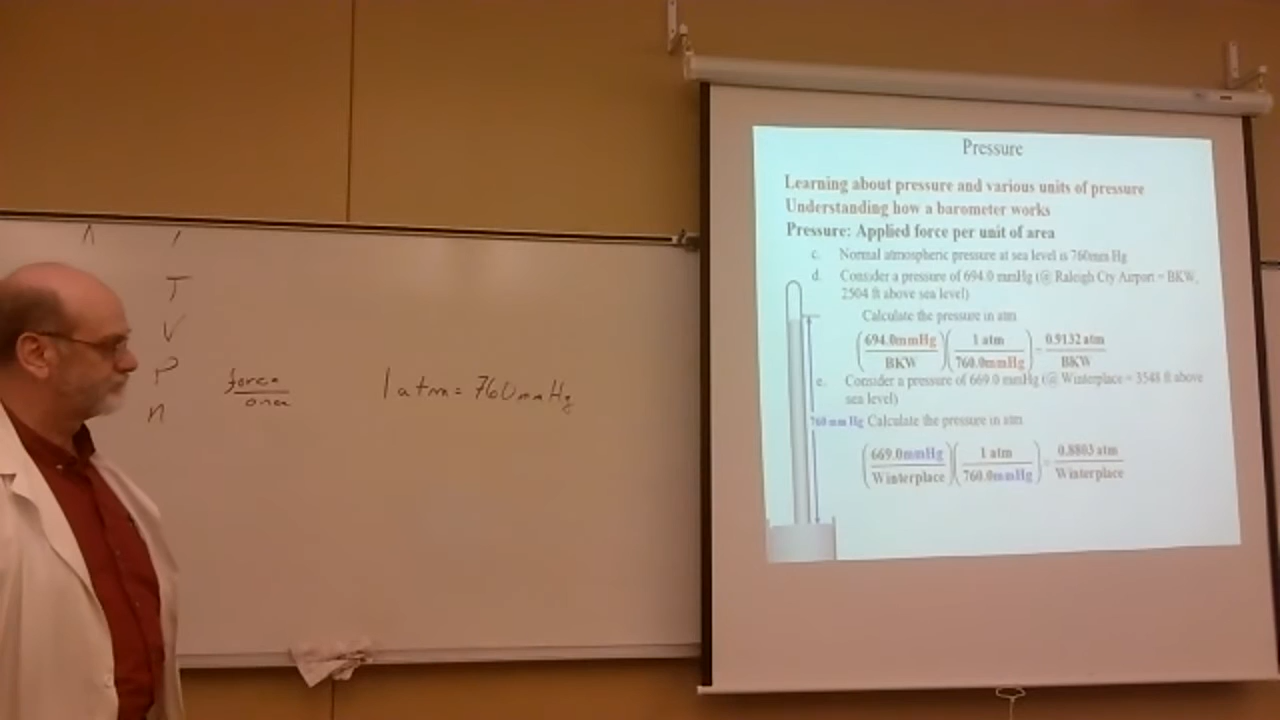 T
V
P
n
force
area
1 atm = 760 mm Hg
Pressure
Learning about pressure and various units of pressure
Understanding how a barometer works
Pressure: Applied force per unit of area
c. Normal atmospheric pressure at sea level is 760mm Hg
d. Consider a pressure of 694.0 mmHg (@ Raleigh Cty Airport = BKW,
2504 ft above sea level)
Calculate the pressure in atm
(694.0mmHg / BKW) (1 atm / 760.0mmHg) = 0.9132 atm / BKW
e. Consider a pressure of 669.0 mmHg (@ Winterplace = 3548 ft above
sea level)
760 mm Hg Calculate the pressure in atm
(669.0mmHg / Winterplace) (1 atm / 760.0mmHg) = 0.8803 atm / Winterplace